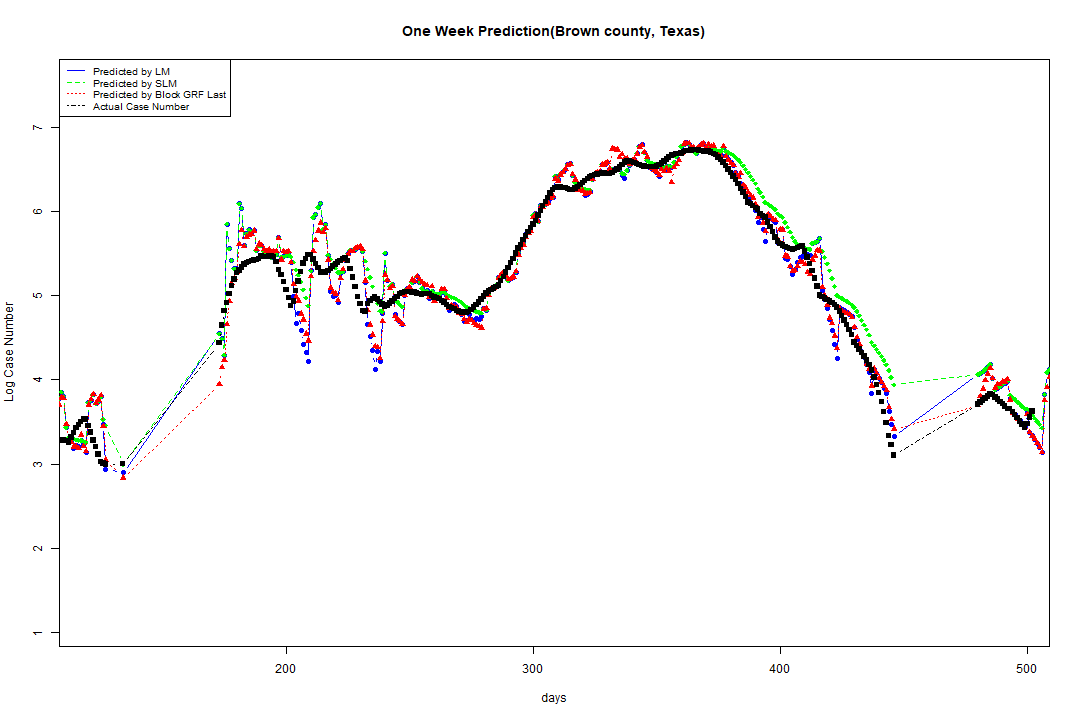 One Week Prediction(Brown county, Texas)
Predicted by LM
Predicted by SLM
Predicted by Block GRF Last
Actual Case Number
7
6
5
4
3
2
1
Log Case Number
200
300
400
500
days